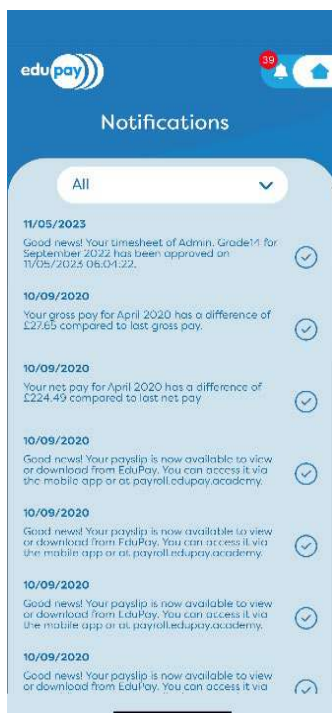 edupay
39
Notifications
All
11/05/2023
Good news! Your timesheet of Admin. Grade14 for
September 2022 has been approved on
11/05/2023 06:04:22.
10/09/2020
Your gross pay for April 2020 has a difference of
£27.65 compared to last gross pay.
10/09/2020
Your net pay for April 2020 has a difference of
£224.49 compared to last net pay
10/09/2020
Good news! Your payslip is now available to view
or download from EduPay. You can access it via
the mobile app or at payroll.edupay.academy.
10/09/2020
Good news! Your payslip is now available to view
or download from EduPay. You can access it via
the mobile app or at payroll.edupay.academy.
10/09/2020
Good news! Your payslip is now available to view
or download from EduPay. You can access it via
the mobile app or at payroll.edupay.academy.
10/09/2020
Good news! Your payslip is now available to view
or download from EduPay. You can access it via